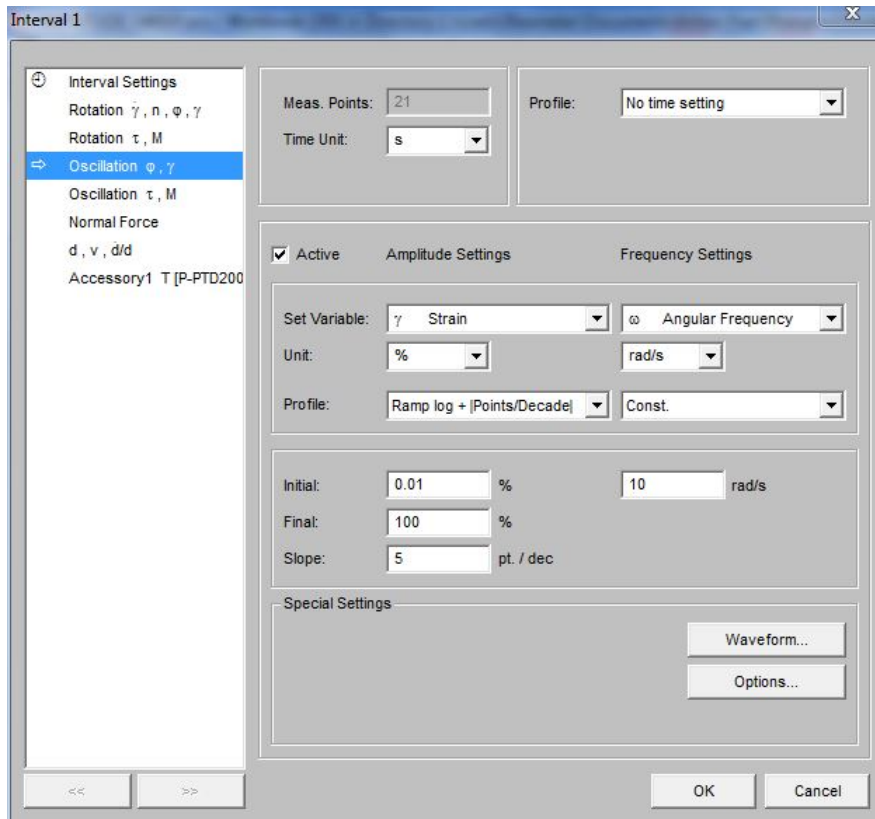 Interval 1
X
Interval Settings
Rotation γ̇ , n , φ , γ
Rotation τ , M
Oscillation φ , γ
Oscillation τ , M
Normal Force
d , v , ḋ/d
Accessory1 T [P-PTD200
Meas. Points: 21
Time Unit: s
Profile: No time setting
Active Amplitude Settings Frequency Settings
Set Variable: γ Strain ω Angular Frequency
Unit: % rad/s
Profile: Ramp log + |Points/Decade| Const.
Initial: 0.01 % 10 rad/s
Final: 100 %
Slope: 5 pt. / dec
Special Settings
Waveform...
Options...
<< >> OK Cancel